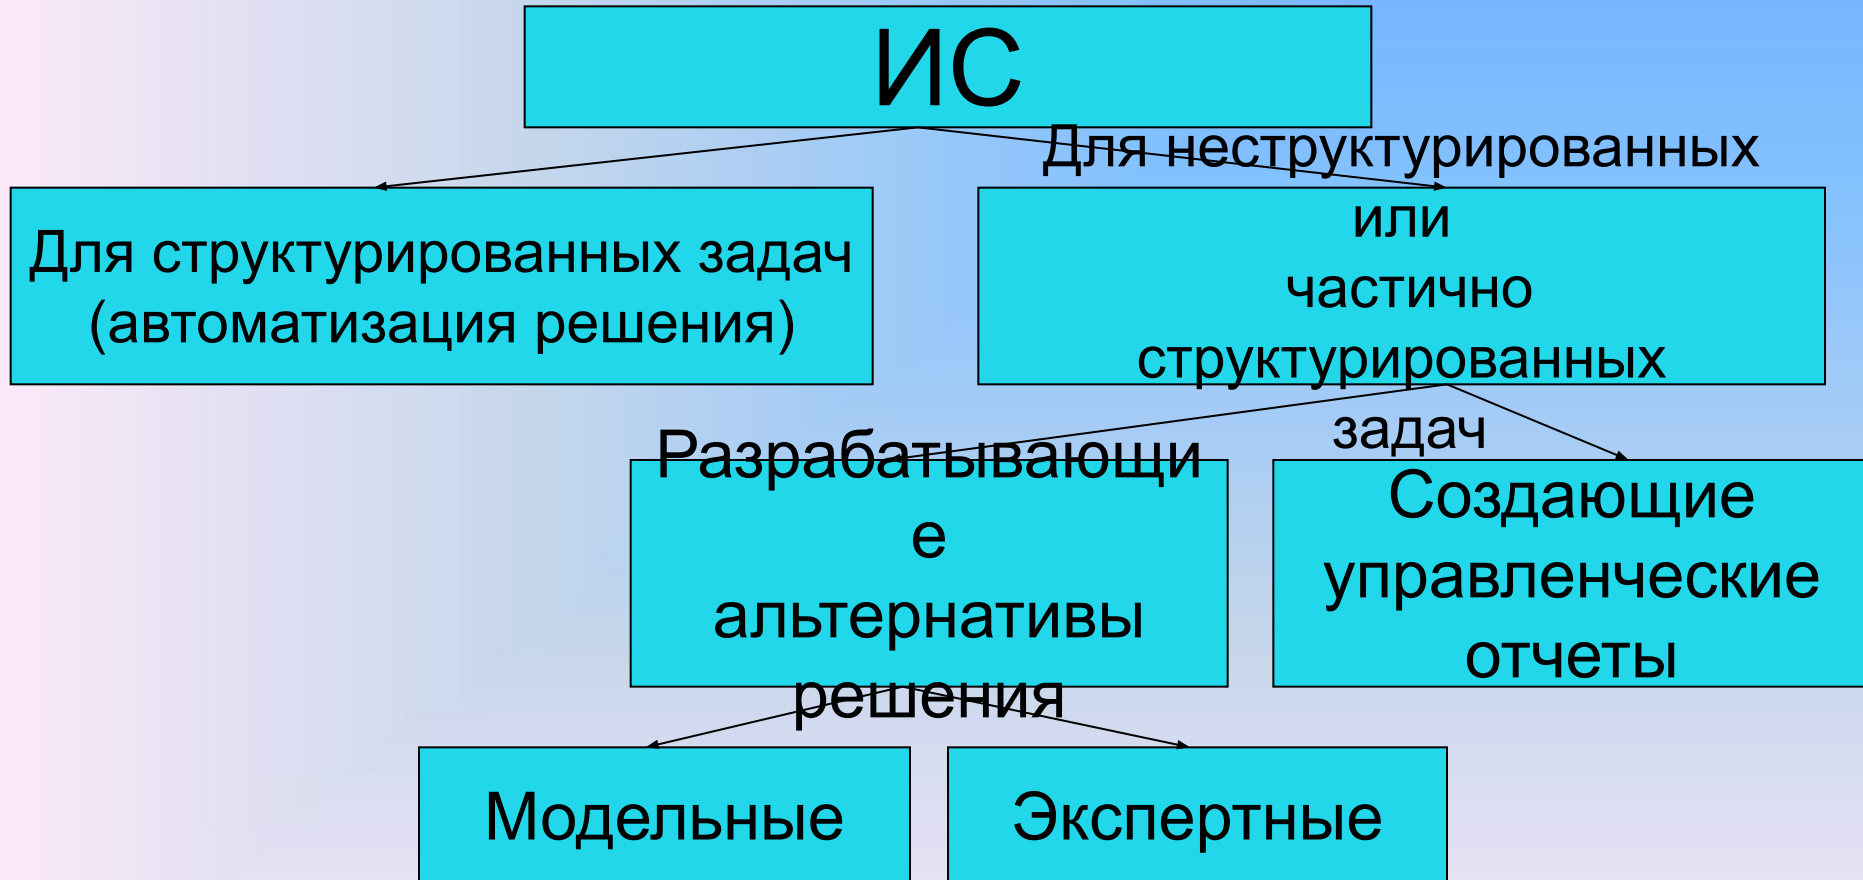 ИС
Для структурированных задач
(автоматизация решения)
Для неструктурированных
или
частично
структурированных
задач
Разрабатывающи
е
альтернативы
решения
Создающие
управленческие
отчеты
Модельные
Экспертные